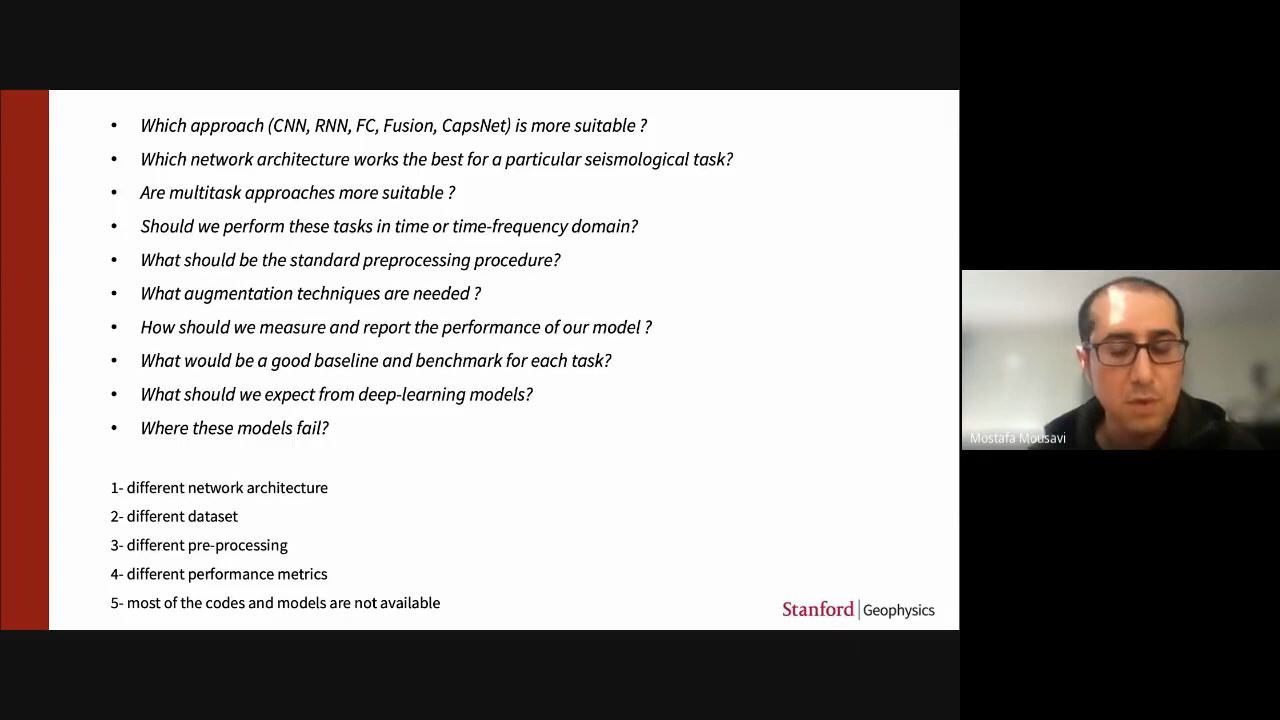 • Which approach (CNN, RNN, FC, Fusion, CapsNet) is more suitable ?
• Which network architecture works the best for a particular seismological task?
• Are multitask approaches more suitable ?
• Should we perform these tasks in time or time-frequency domain?
• What should be the standard preprocessing procedure?
• What augmentation techniques are needed ?
• How should we measure and report the performance of our model ?
• What would be a good baseline and benchmark for each task?
• What should we expect from deep-learning models?
• Where these models fail?
1- different network architecture
2- different dataset
3- different pre-processing
4- different performance metrics
5- most of the codes and models are not available
Stanford | Geophysics
Mostafa Mousavi